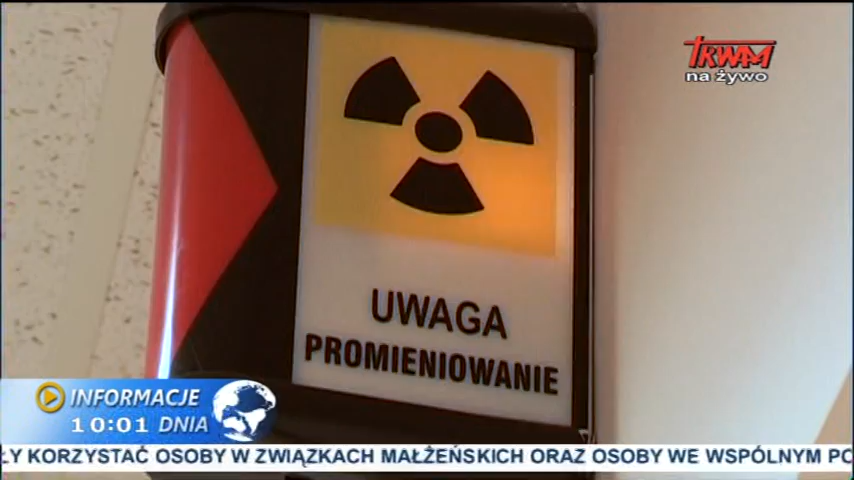 TRWAM
na żywo
UWAGA
PROMIENIOWANIE
INFORMACJE
10:01 DNIA
KORZYSTAĆ OSOBY W ZWIĄZKACH MAŁŻEŃSKICH ORAZ OSOBY WE WSPÓLNYM